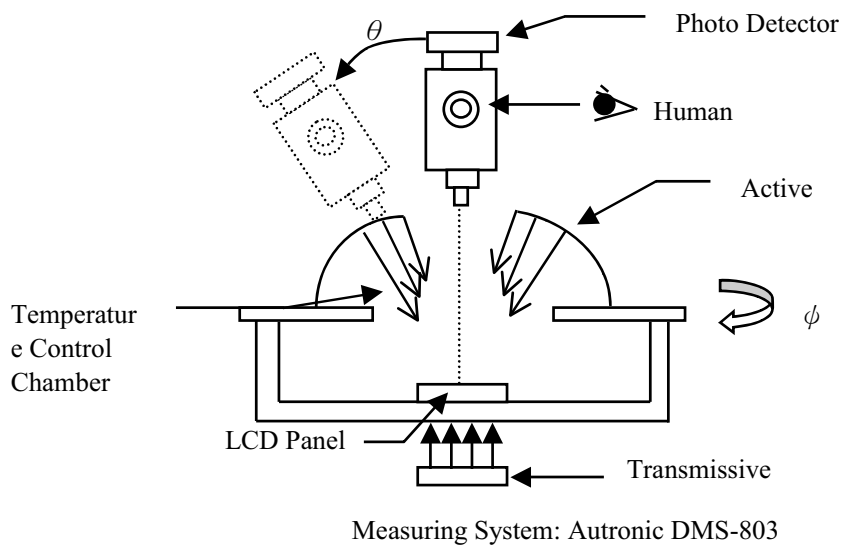 Photo Detector
θ
Human
Active
Temperatur
e Control
Chamber
ϕ
LCD Panel
Transmissive
Measuring System: Autronic DMS-803